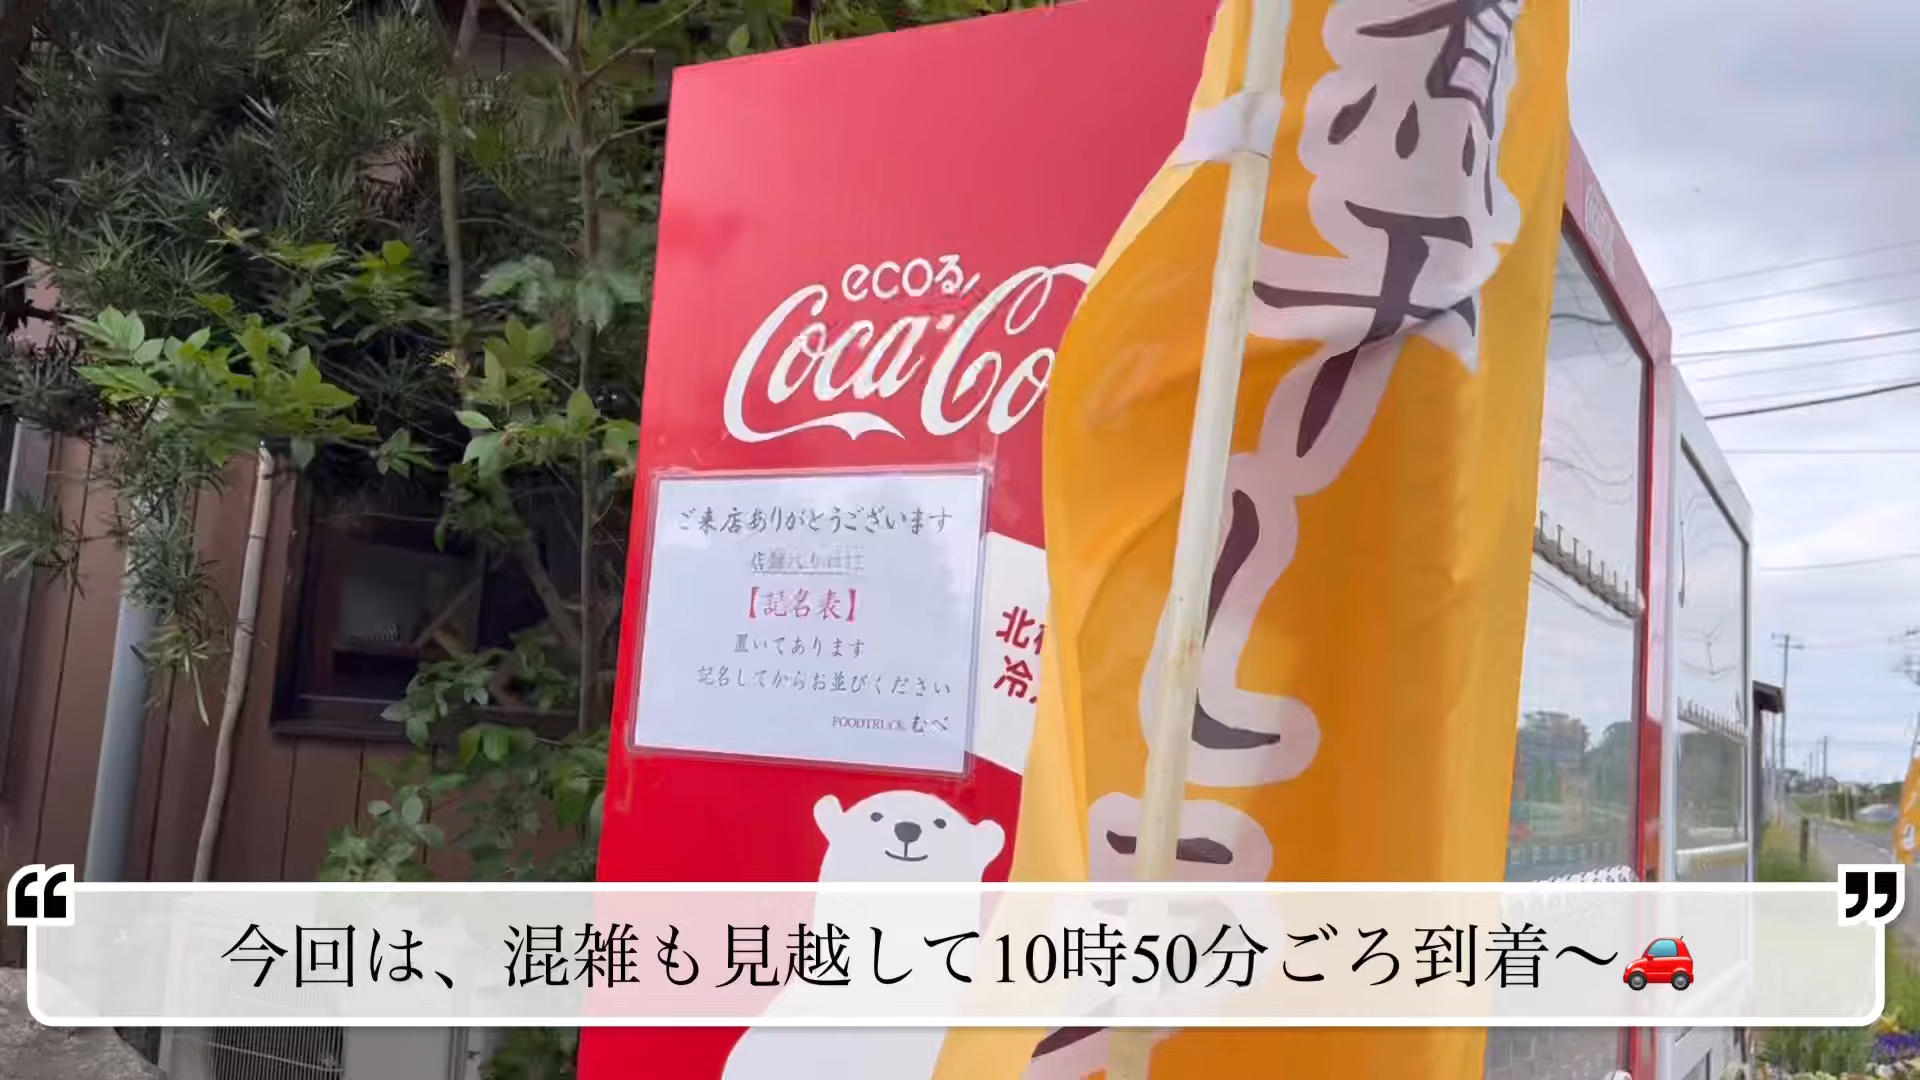 ecoる
Coca-Co
ご来店ありがとうございます
【記名表】
置いてあります
記名してからお並びください
FOODTRUCK むべ
北
冷
煮干し
今回は、混雑も見越して10時50分ごろ到着〜🚗